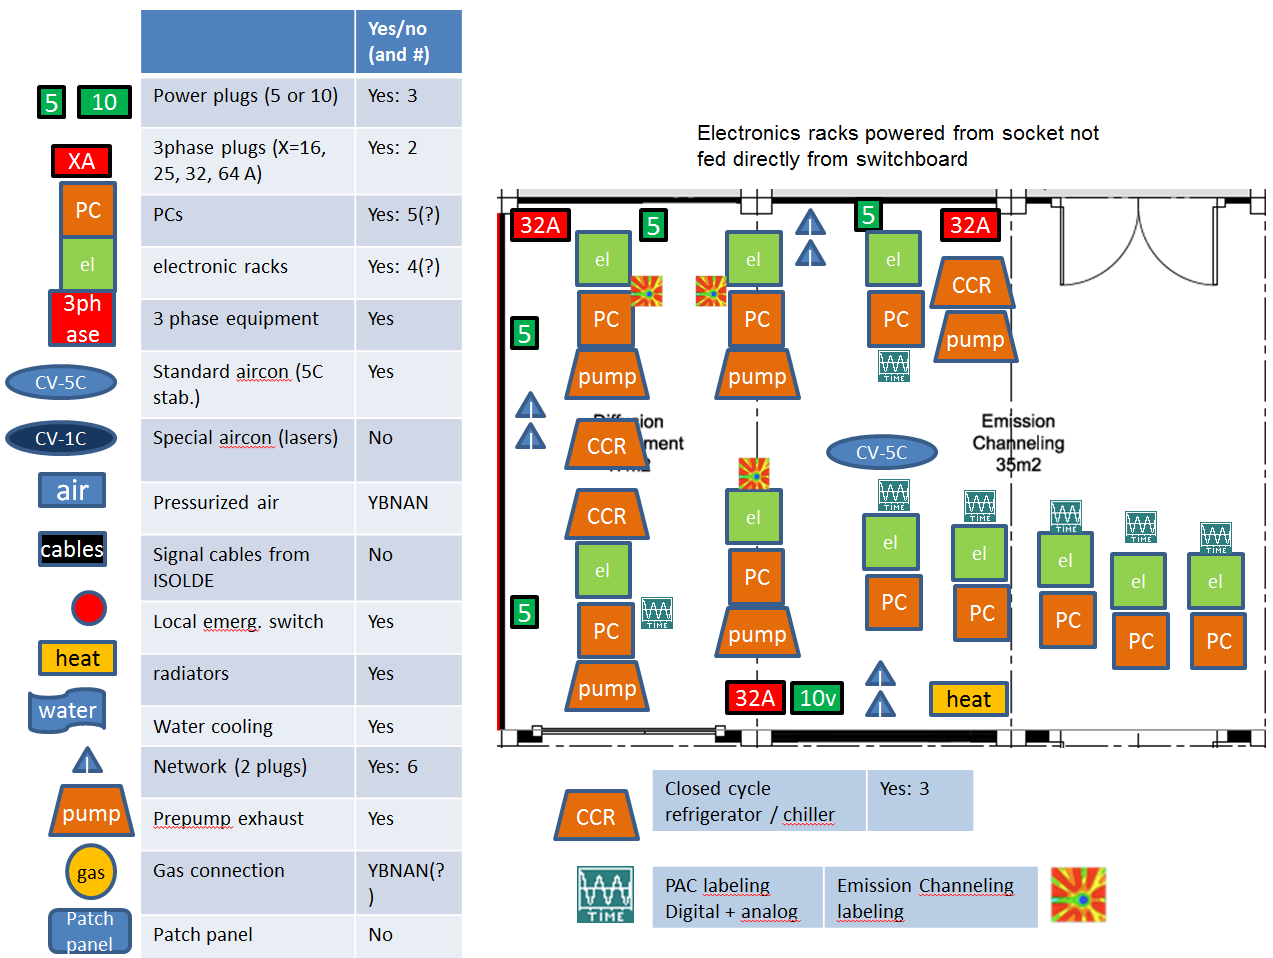 Yes/no
(and #)
5
10
Power plugs (5 or 10)
Yes: 3
XA
3phase plugs (X=16,
25, 32, 64 A)
Yes: 2
PC
PCs
Yes: 5(?)
el
electronic racks
Yes: 4(?)
3ph
ase
3 phase equipment
Yes
CV-5C
Standard aircon (5C
stab.)
Yes
CV-1C
Special aircon (lasers)
No
air
Pressurized air
YBNAN
cables
Signal cables from
ISOLDE
No
Local emerg. switch
Yes
heat
radiators
Yes
water
Water cooling
Yes
Network (2 plugs)
Yes: 6
pump
Prepump exhaust
Yes
gas
Gas connection
YBNAN(?
)
Patch
panel
Patch panel
No
Electronics racks powered from socket not
fed directly from switchboard
32A
5
5
32A
el
el
el
CCR
PC
PC
PC
pump
5
pump
pump
TIME
CCR
Emission
Channeling
35m2
CV-5C
CCR
el
TIME
TIME
TIME
TIME
TIME
el
el
el
el
el
el
PC
PC
PC
PC
PC
PC
5
PC
TIME
pump
pump
32A
10v
heat
CCR
Closed cycle
refrigerator / chiller
Yes: 3
TIME
PAC labeling
Digital + analog
Emission Channeling
labeling